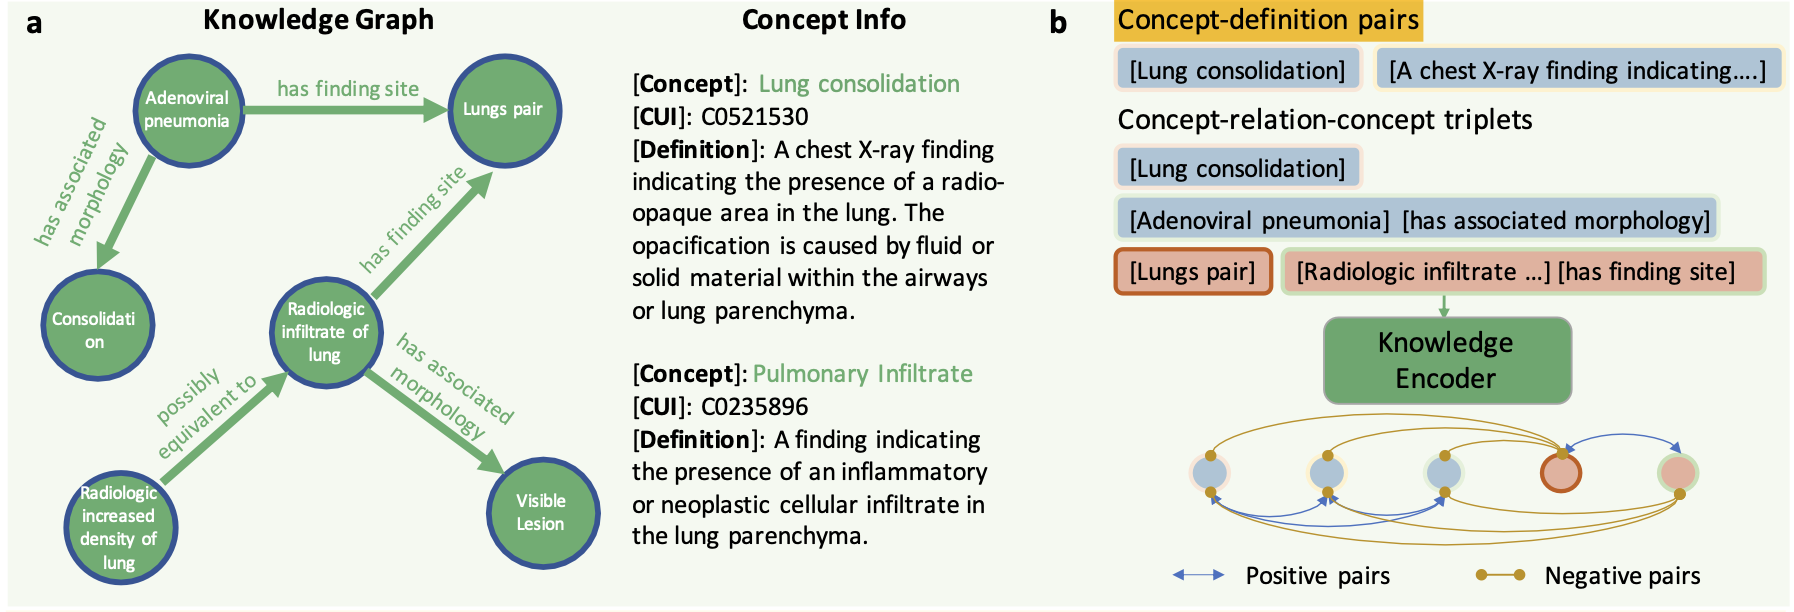 a
Knowledge Graph
Adenoviral
pneumonia
has finding site
Lungs pair
has associated
morphology
has finding site
Consolidati
on
Radiologic
infiltrate of
lung
possibly
equivalent to
has associated
morphology
Radiologic
increased
density of
lung
Visible
Lesion
Concept Info
[Concept]: Lung consolidation
[CUI]: C0521530
[Definition]: A chest X-ray finding
indicating the presence of a radio-
opaque area in the lung. The
opacification is caused by fluid or
solid material within the airways
or lung parenchyma.
[Concept]: Pulmonary Infiltrate
[CUI]: C0235896
[Definition]: A finding indicating
the presence of an inflammatory
or neoplastic cellular infiltrate in
the lung parenchyma.
b
Concept-definition pairs
[Lung consolidation] [A chest X-ray finding indicating....]
Concept-relation-concept triplets
[Lung consolidation]
[Adenoviral pneumonia] [has associated morphology]
[Lungs pair] [Radiologic infiltrate ...] [has finding site]
Knowledge
Encoder
Positive pairs Negative pairs